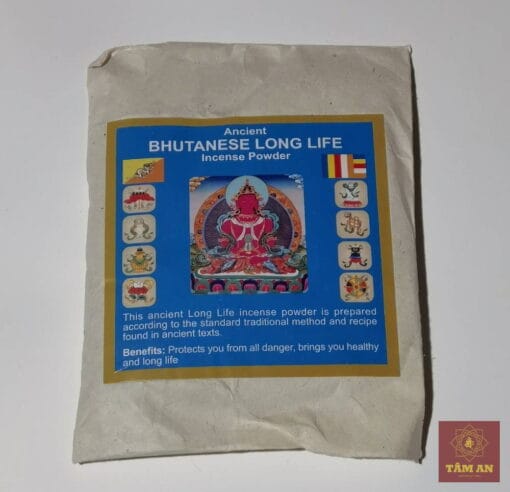 Ancient
BHUTANESE LONG LIFE
Incense Powder
This ancient Long Life incense powder is prepared
according to the standard traditional method and recipe
found in ancient texts.
Benefits: Protects you from all danger, brings you healthy
and long life
TÂM AN